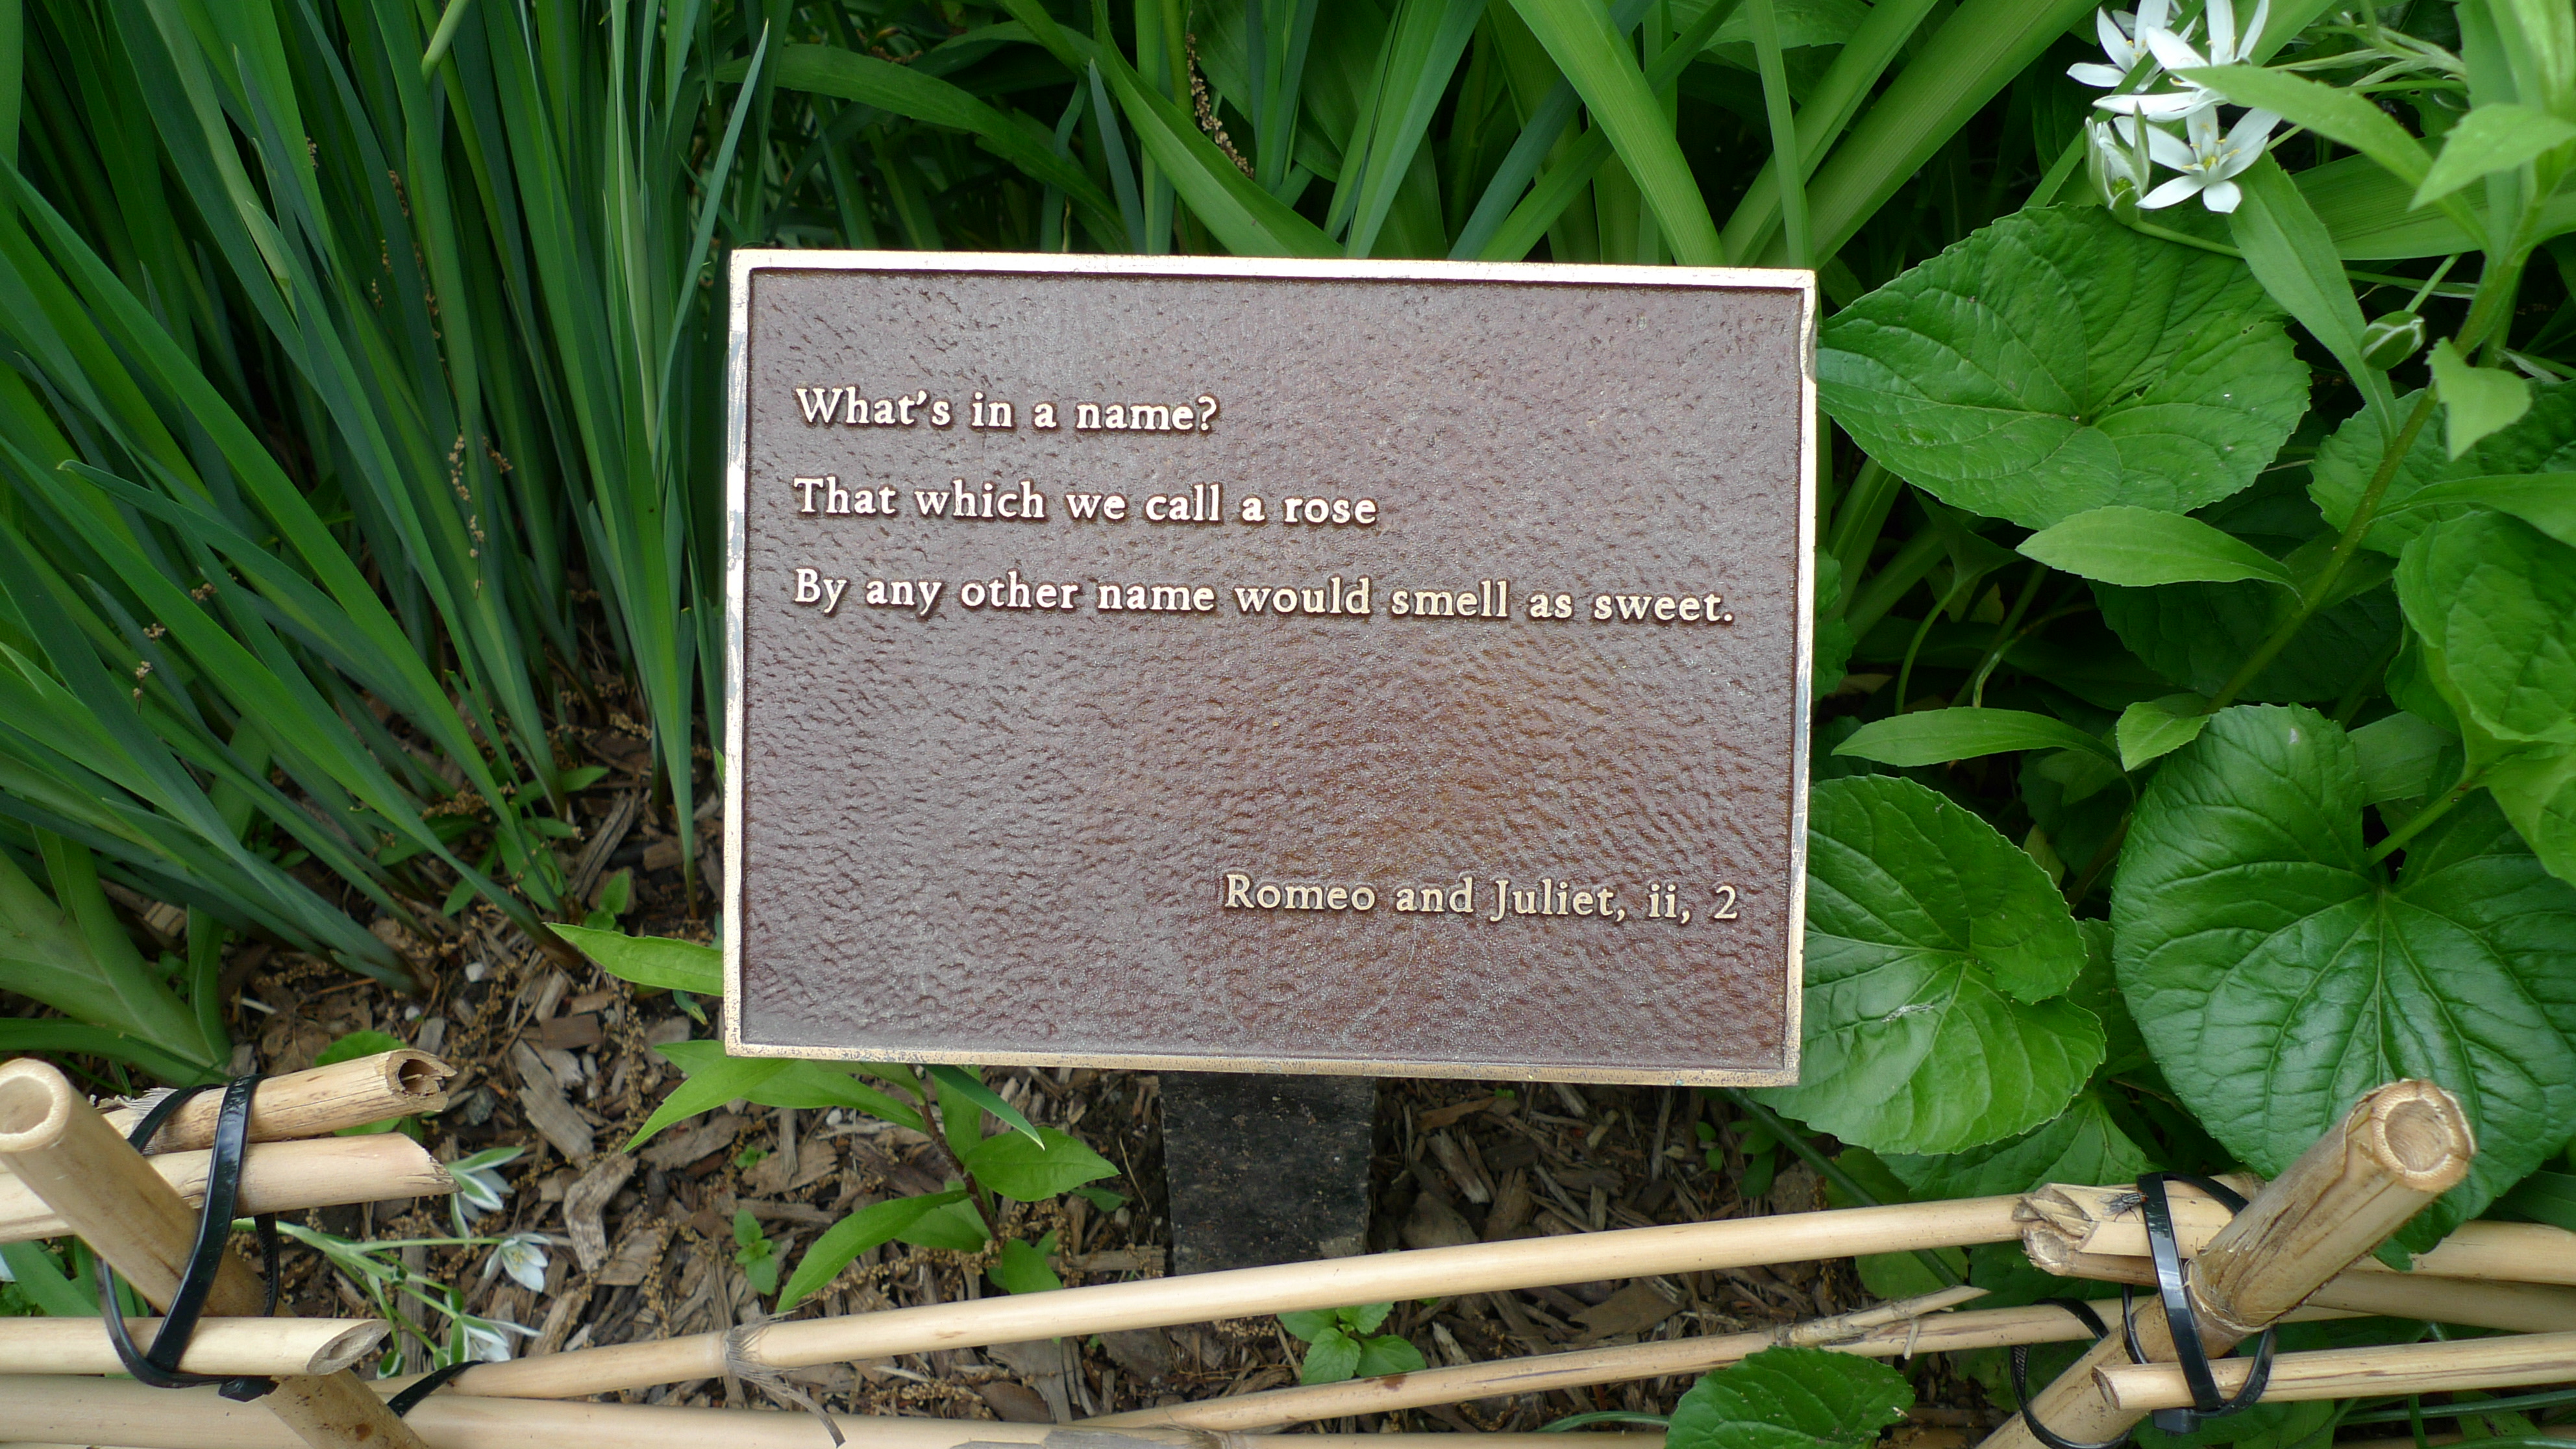 What's in a name?
That which we call a rose
By any other name would smell as sweet.
Romeo and Juliet, ii, 2